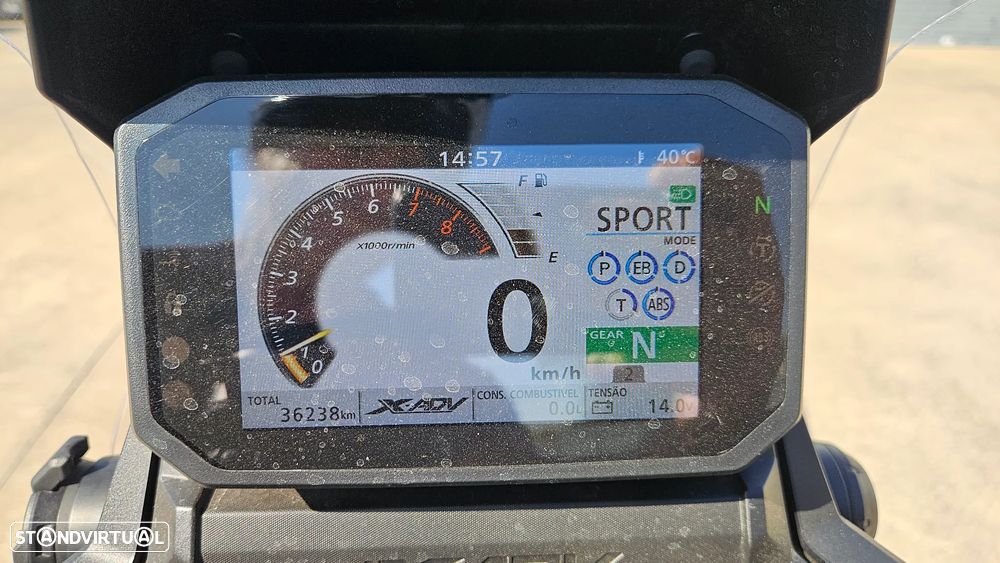 14:57
40°C
F
E
0
1
2
3
4
5
6
7
8
x1000r/min
0
km/h
SPORT
MODE
P EB D
T ABS
GEAR N
2
N
TOTAL
36238km
X-ADV
CONS. COMBUSTÍVEL
0.0L
TENSÃO
14.0V
STANDVIRTUAL